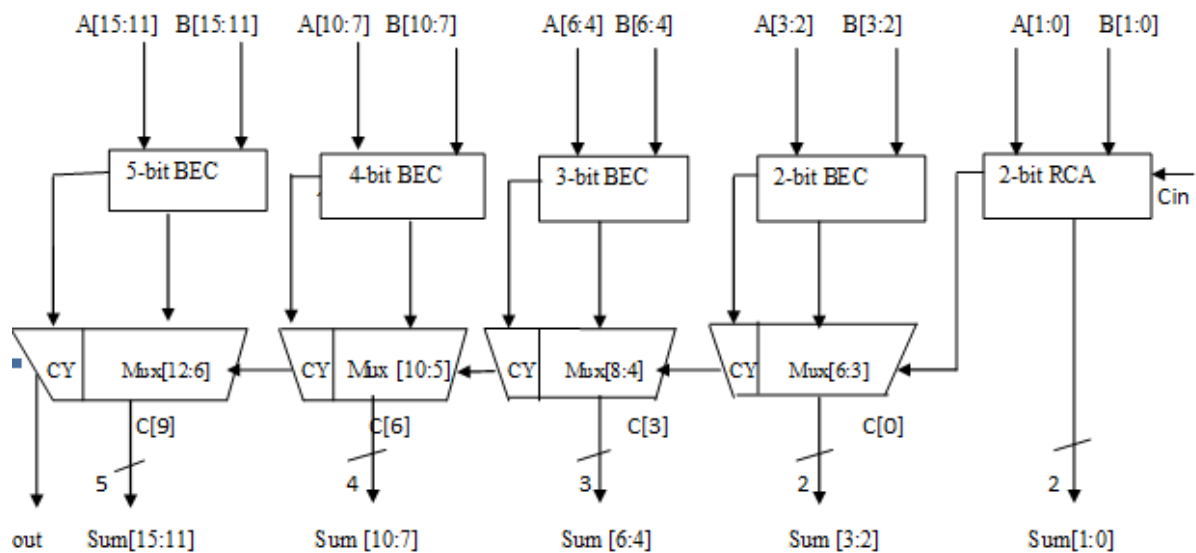 A[15:11] B[15:11] A[10:7] B[10:7] A[6:4] B[6:4] A[3:2] B[3:2] A[1:0] B[1:0]
5-bit BEC 4-bit BEC 3-bit BEC 2-bit BEC 2-bit RCA
Cin
CY Mux[12:6] CY Mux [10:5] CY Mux[8:4] CY Mux[6:3]
C[9] C[6] C[3] C[0]
5 4 3 2 2
out Sum[15:11] Sum [10:7] Sum [6:4] Sum [3:2] Sum[1:0]